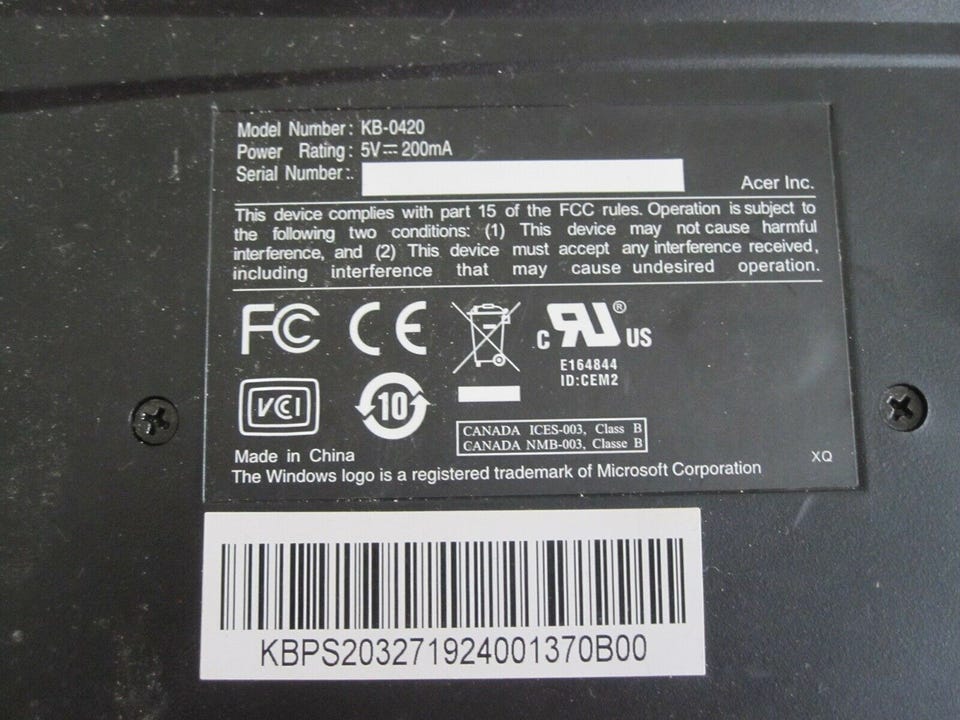 Model Number: KB-0420
Power Rating: 5V⎓200mA
Serial Number:.
Acer Inc.
This device complies with part 15 of the FCC rules. Operation is subject to
the following two conditions: (1) This device may not cause harmful
interference, and (2) This device must accept any interference received,
including interference that may cause undesired operation.
FC CE
c RU® US
E164844
ID:CEM2
VCCI
10
CANADA ICES-003, Class B
CANADA NMB-003, Classe B
Made in China
XQ
The Windows logo is a registered trademark of Microsoft Corporation
KBPS203271924001370B00